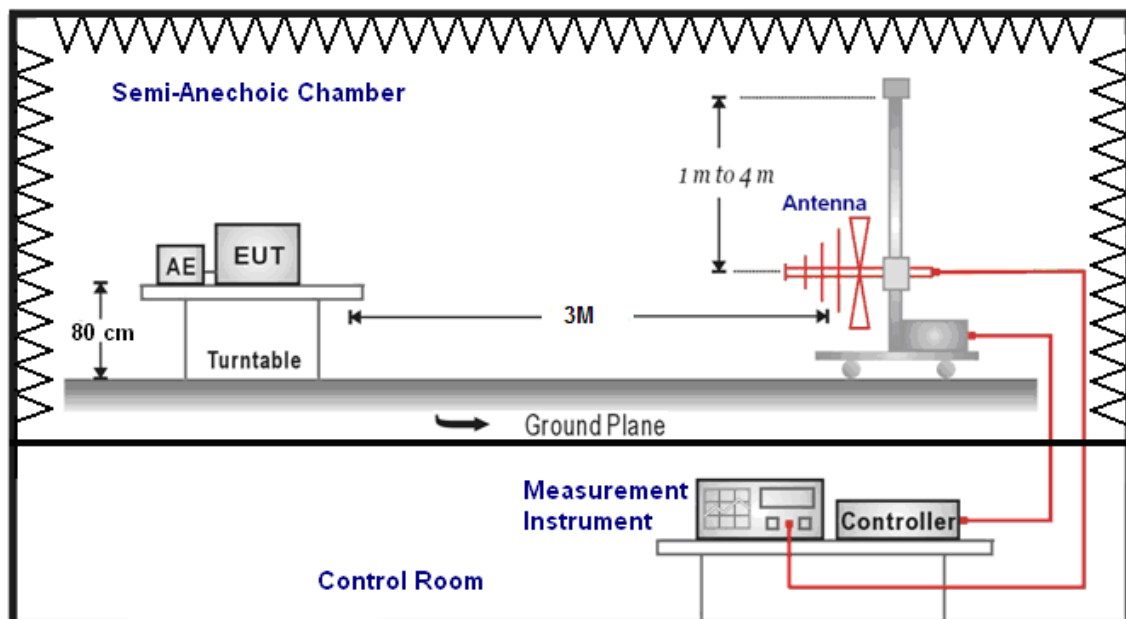 Semi-Anechoic Chamber
1 m to 4 m
Antenna
AE
EUT
80 cm
3M
Turntable
Ground Plane
Measurement
Instrument
Controller
Control Room